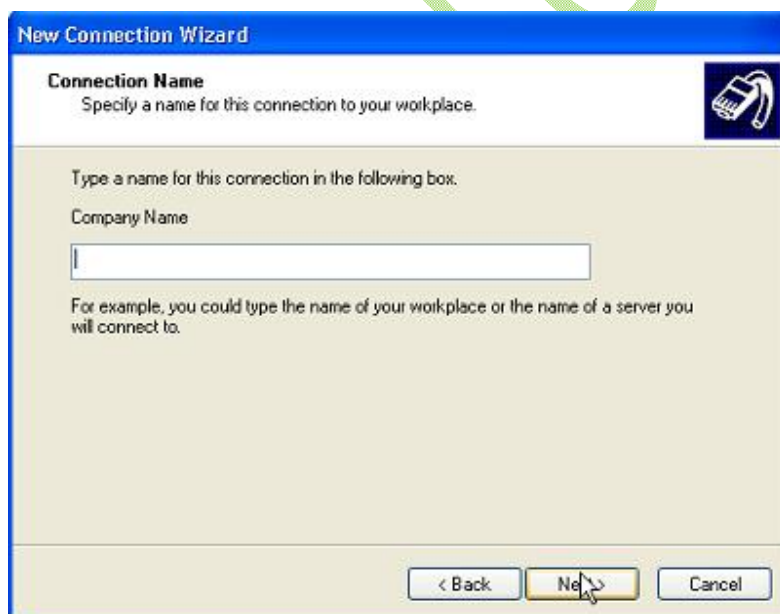 New Connection Wizard
Connection Name
Specify a name for this connection to your workplace.
Type a name for this connection in the following box.
Company Name
For example, you could type the name of your workplace or the name of a server you
will connect to.
< Back Next > Cancel